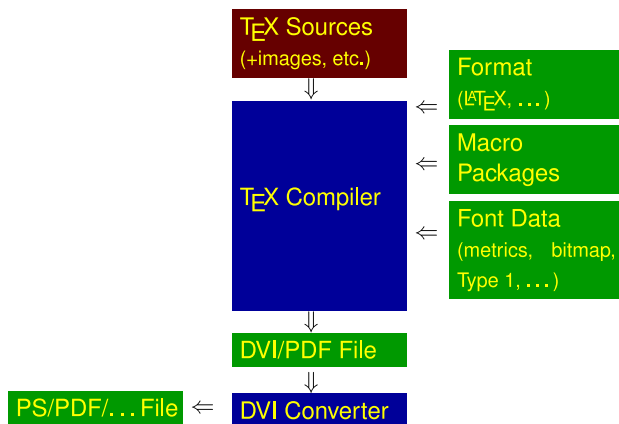 TEX Sources
(+images, etc.)
Format
(LATEX, ...)
Macro
Packages
TEX Compiler
Font Data
(metrics, bitmap,
Type 1, ...)
DVI/PDF File
PS/PDF/... File
DVI Converter